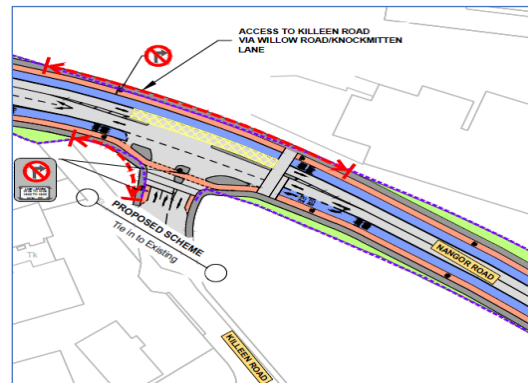 ACCESS TO KILLEEN ROAD
VIA WILLOW ROAD/KNOCKMITTEN
LANE
PROPOSED SCHEME
Tie in to Existing
NANGOR ROAD
KILLEEN ROAD
Tk